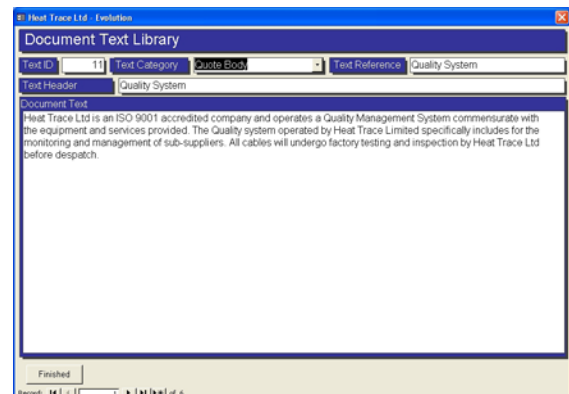 Heat Trace Ltd - Evolution
Document Text Library
Text ID 11 Text Category Quote Body Text Reference Quality System
Text Header Quality System
Document Text
Heat Trace Ltd is an ISO 9001 accredited company and operates a Quality Management System commensurate with
the equipment and services provided. The Quality system operated by Heat Trace Limited specifically includes for the
monitoring and management of sub-suppliers. All cables will undergo factory testing and inspection by Heat Trace Ltd
before despatch.
Finished
Record: 1 of 6